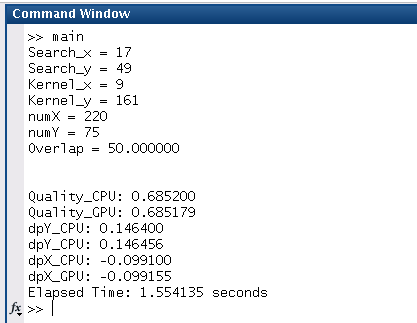 Command Window
>> main
Search_x = 17
Search_y = 49
Kernel_x = 9
Kernel_y = 161
numX = 220
numY = 75
Overlap = 50.000000
Quality_CPU: 0.685200
Quality_GPU: 0.685179
dpY_CPU: 0.146400
dpY_GPU: 0.146456
dpX_CPU: -0.099100
dpX_GPU: -0.099155
Elapsed Time: 1.554135 seconds
fx >>